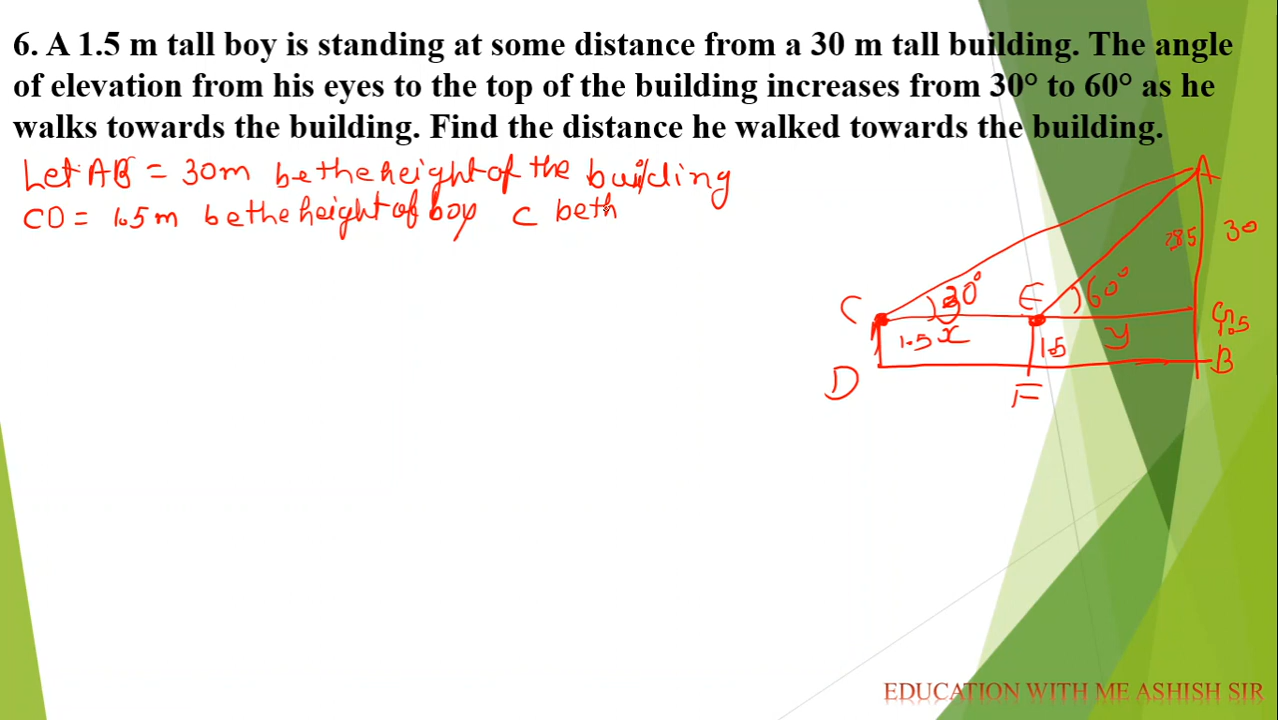 6. A 1.5 m tall boy is standing at some distance from a 30 m tall building. The angle
of elevation from his eyes to the top of the building increases from 30° to 60° as he
walks towards the building. Find the distance he walked towards the building.
Let AB = 30m be the height of the building
CD = 1.5m be the height of boy C beth
A
28.5
30
C
30°
E
60°
G
1.5
1.5
x
1.5
y
B
D
F
EDUCATION WITH ME ASHISH SIR